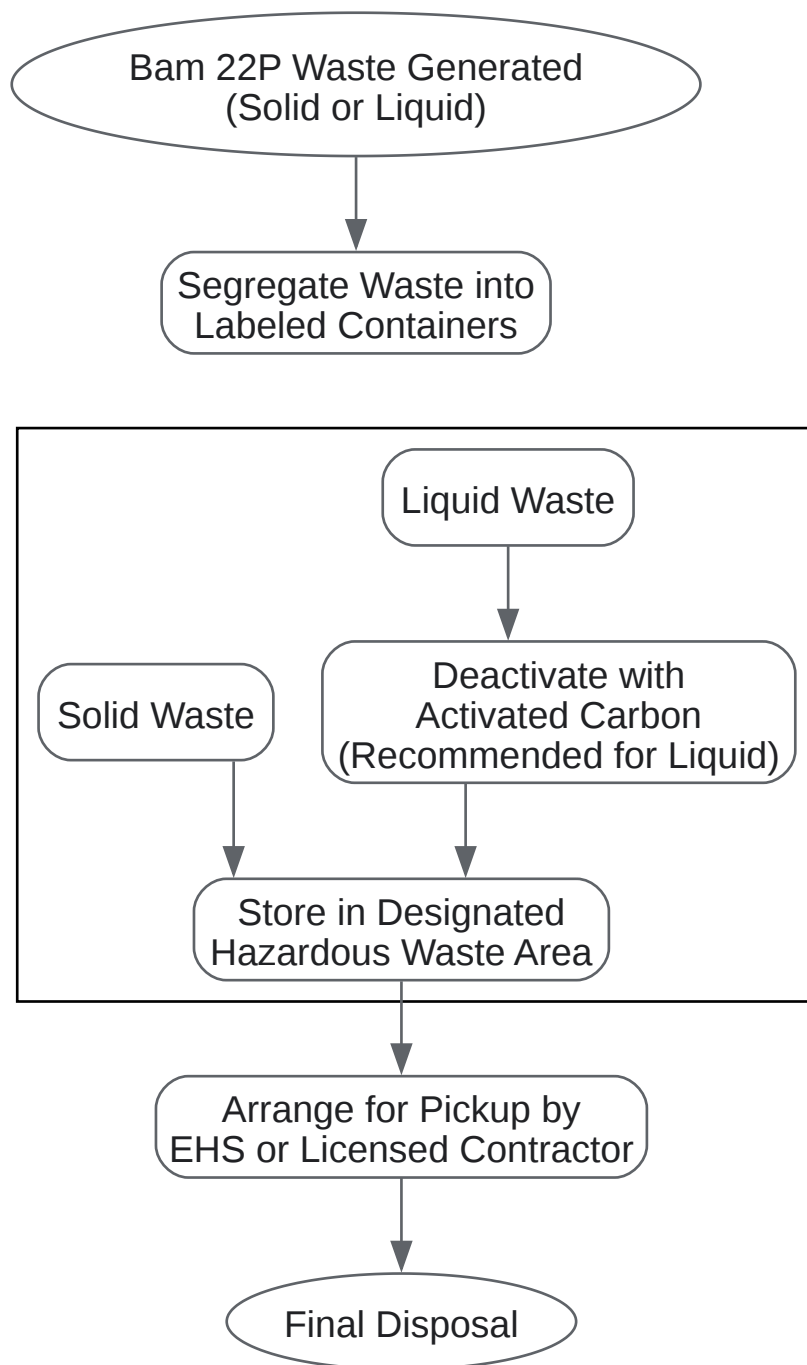 Bam 22P Waste Generated
(Solid or Liquid)
Segregate Waste into
Labeled Containers
Liquid Waste
Solid Waste
Deactivate with
Activated Carbon
(Recommended for Liquid)
Store in Designated
Hazardous Waste Area
Arrange for Pickup by
EHS or Licensed Contractor
Final Disposal